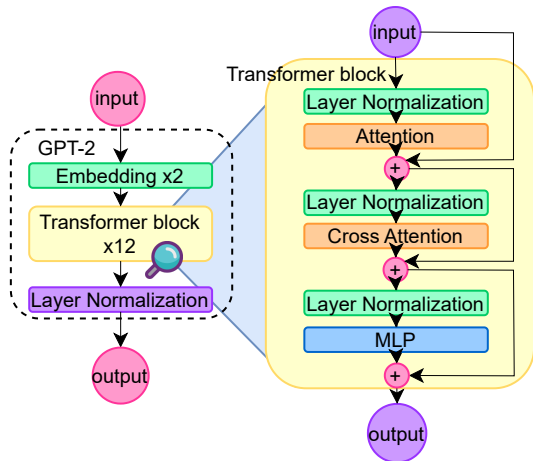 input
GPT-2
Embedding x2
Transformer block
x12
Layer Normalization
output
input
Transformer block
Layer Normalization
Attention
+
Layer Normalization
Cross Attention
+
Layer Normalization
MLP
+
output